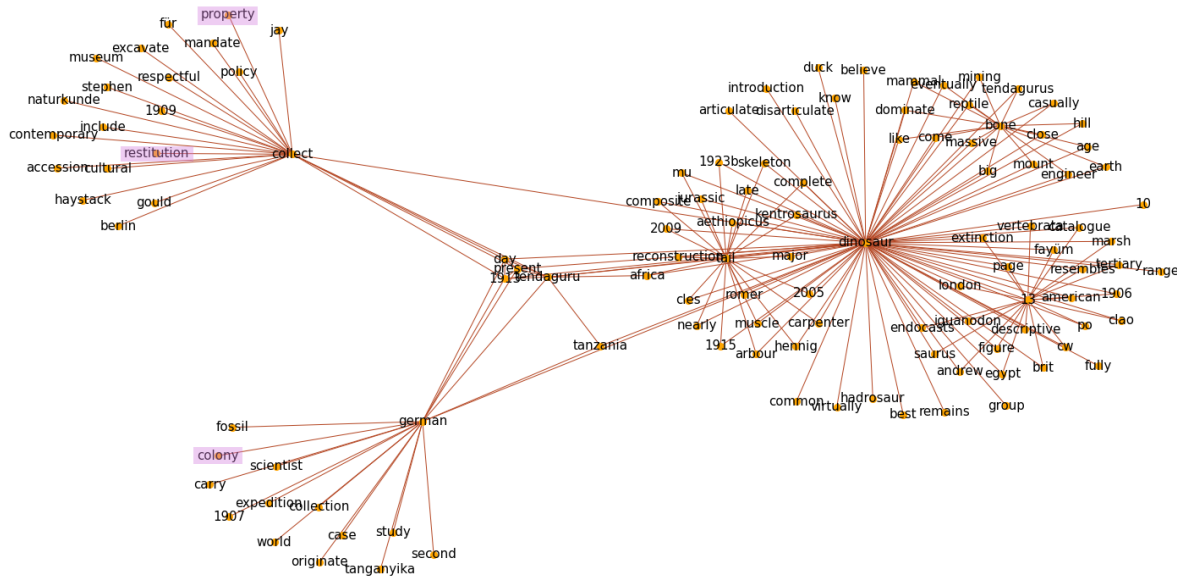 property
für
jay
excavate
mandate
museum
respectful
policy
stephen
naturkunde
1909
contemporary
include
restitution
collect
accession
cultural
haystack
gould
berlin
duck
believe
introduction
know
articulate
disarticulate
mammal
eventually
mining
tendagurus
dominate
reptile
casually
like
come
bone
close
hill
massive
age
mount
earth
big
engineer
1923b
skeleton
mu
late
complete
composite
jurassic
kentrosaurus
2009
aethiopicus
dinosaur
10
vertebrata
catalogue
extinction
fayüm
marsh
reconstruction
tail
major
page
resembles
tertiary
range
day
present
1913
tendaguru
africa
london
cles
romer
2005
13
american
1906
nearly
muscle
carpenter
iguanodon
endocasts
descriptive
po
clao
1915
arbour
hennig
saurus
figure
cw
tanzania
andrew
egypt
brit
fully
common
virtually
hadrosaur
best
remains
group
german
fossil
colony
scientist
carry
expedition
collection
1907
world
case
study
second
originate
tanganyika